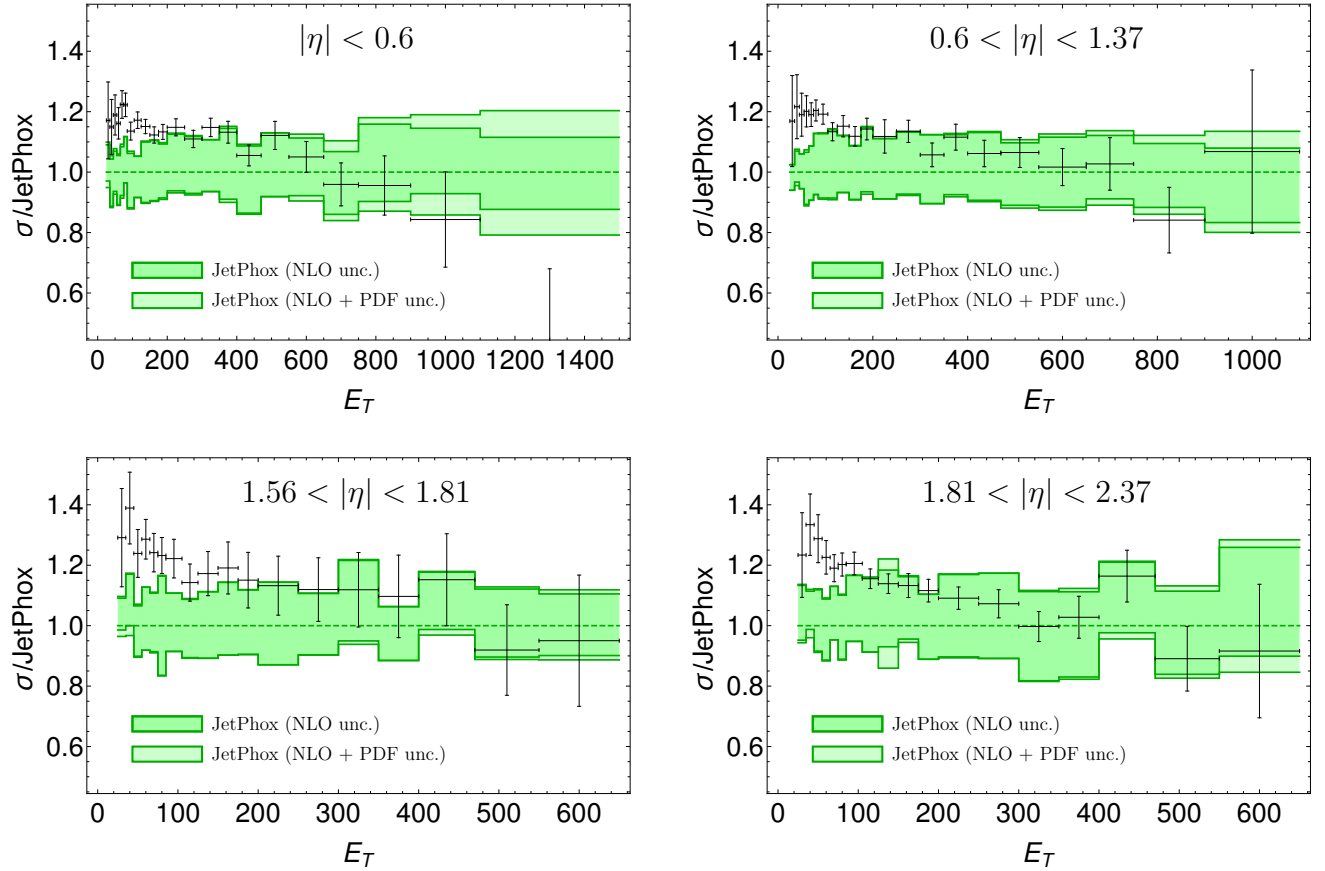 |η| < 0.6
1.4
1.2
1.0
0.8
0.6
σ/JetPhox
JetPhox (NLO unc.)
JetPhox (NLO + PDF unc.)
0 200 400 600 800 1000 1200 1400
E_T
0.6 < |η| < 1.37
1.4
1.2
1.0
0.8
0.6
σ/JetPhox
JetPhox (NLO unc.)
JetPhox (NLO + PDF unc.)
0 200 400 600 800 1000
E_T
1.56 < |η| < 1.81
1.4
1.2
1.0
0.8
0.6
σ/JetPhox
JetPhox (NLO unc.)
JetPhox (NLO + PDF unc.)
0 100 200 300 400 500 600
E_T
1.81 < |η| < 2.37
1.4
1.2
1.0
0.8
0.6
σ/JetPhox
JetPhox (NLO unc.)
JetPhox (NLO + PDF unc.)
0 100 200 300 400 500 600
E_T